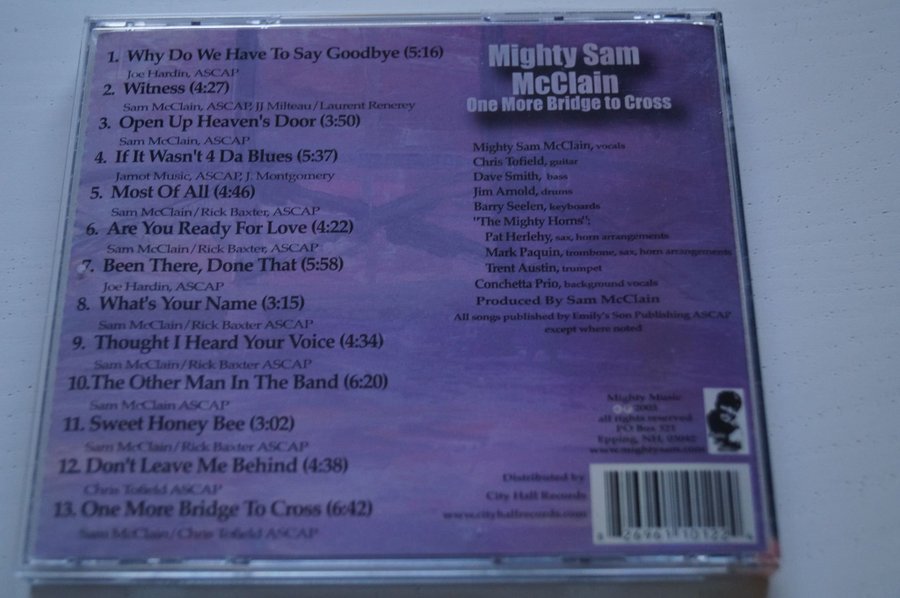 1. Why Do We Have To Say Goodbye (5:16)
Joe Hardin, ASCAP
2. Witness (4:27)
Sam McClain, ASCAP, JJ Milteau/Laurent Renerey
3. Open Up Heaven's Door (3:50)
Sam McClain, ASCAP
4. If It Wasn't 4 Da Blues (5:37)
Jamot Music, ASCAP, J. Montgomery
5. Most Of All (4:46)
Sam McClain/Rick Baxter, ASCAP
6. Are You Ready For Love (4:22)
Sam McClain/Rick Baxter, ASCAP
7. Been There, Done That (5:58)
Joe Hardin, ASCAP
8. What's Your Name (3:15)
Sam McClain/Rick Baxter ASCAP
9. Thought I Heard Your Voice (4:34)
Sam McClain/Rick Baxter ASCAP
10. The Other Man In The Band (6:20)
Sam McClain ASCAP
11. Sweet Honey Bee (3:02)
Sam McClain/Rick Baxter ASCAP
12. Don't Leave Me Behind (4:38)
Chris Tofield ASCAP
13. One More Bridge To Cross (6:42)
Sam McClain/Chris Tofield ASCAP
Mighty Sam
McClain
One More Bridge to Cross
Mighty Sam McClain, vocals
Chris Tofield, guitar
Dave Smith, bass
Jim Arnold, drums
Barry Seelen, keyboards
"The Mighty Horns":
Pat Herlehy, sax, horn arrangements
Mark Paquin, trombone, sax, horn arrangements
Trent Austin, trumpet
Conchetta Prio, background vocals
Produced By Sam McClain
All songs published by Emily's Son Publishing ASCAP
except where noted
Mighty Music
2003
all rights reserved
PO Box 521
Epping, NH, 03042
www.mightysam.com
Distributed by
City Hall Records
www.cityhallrecords.com